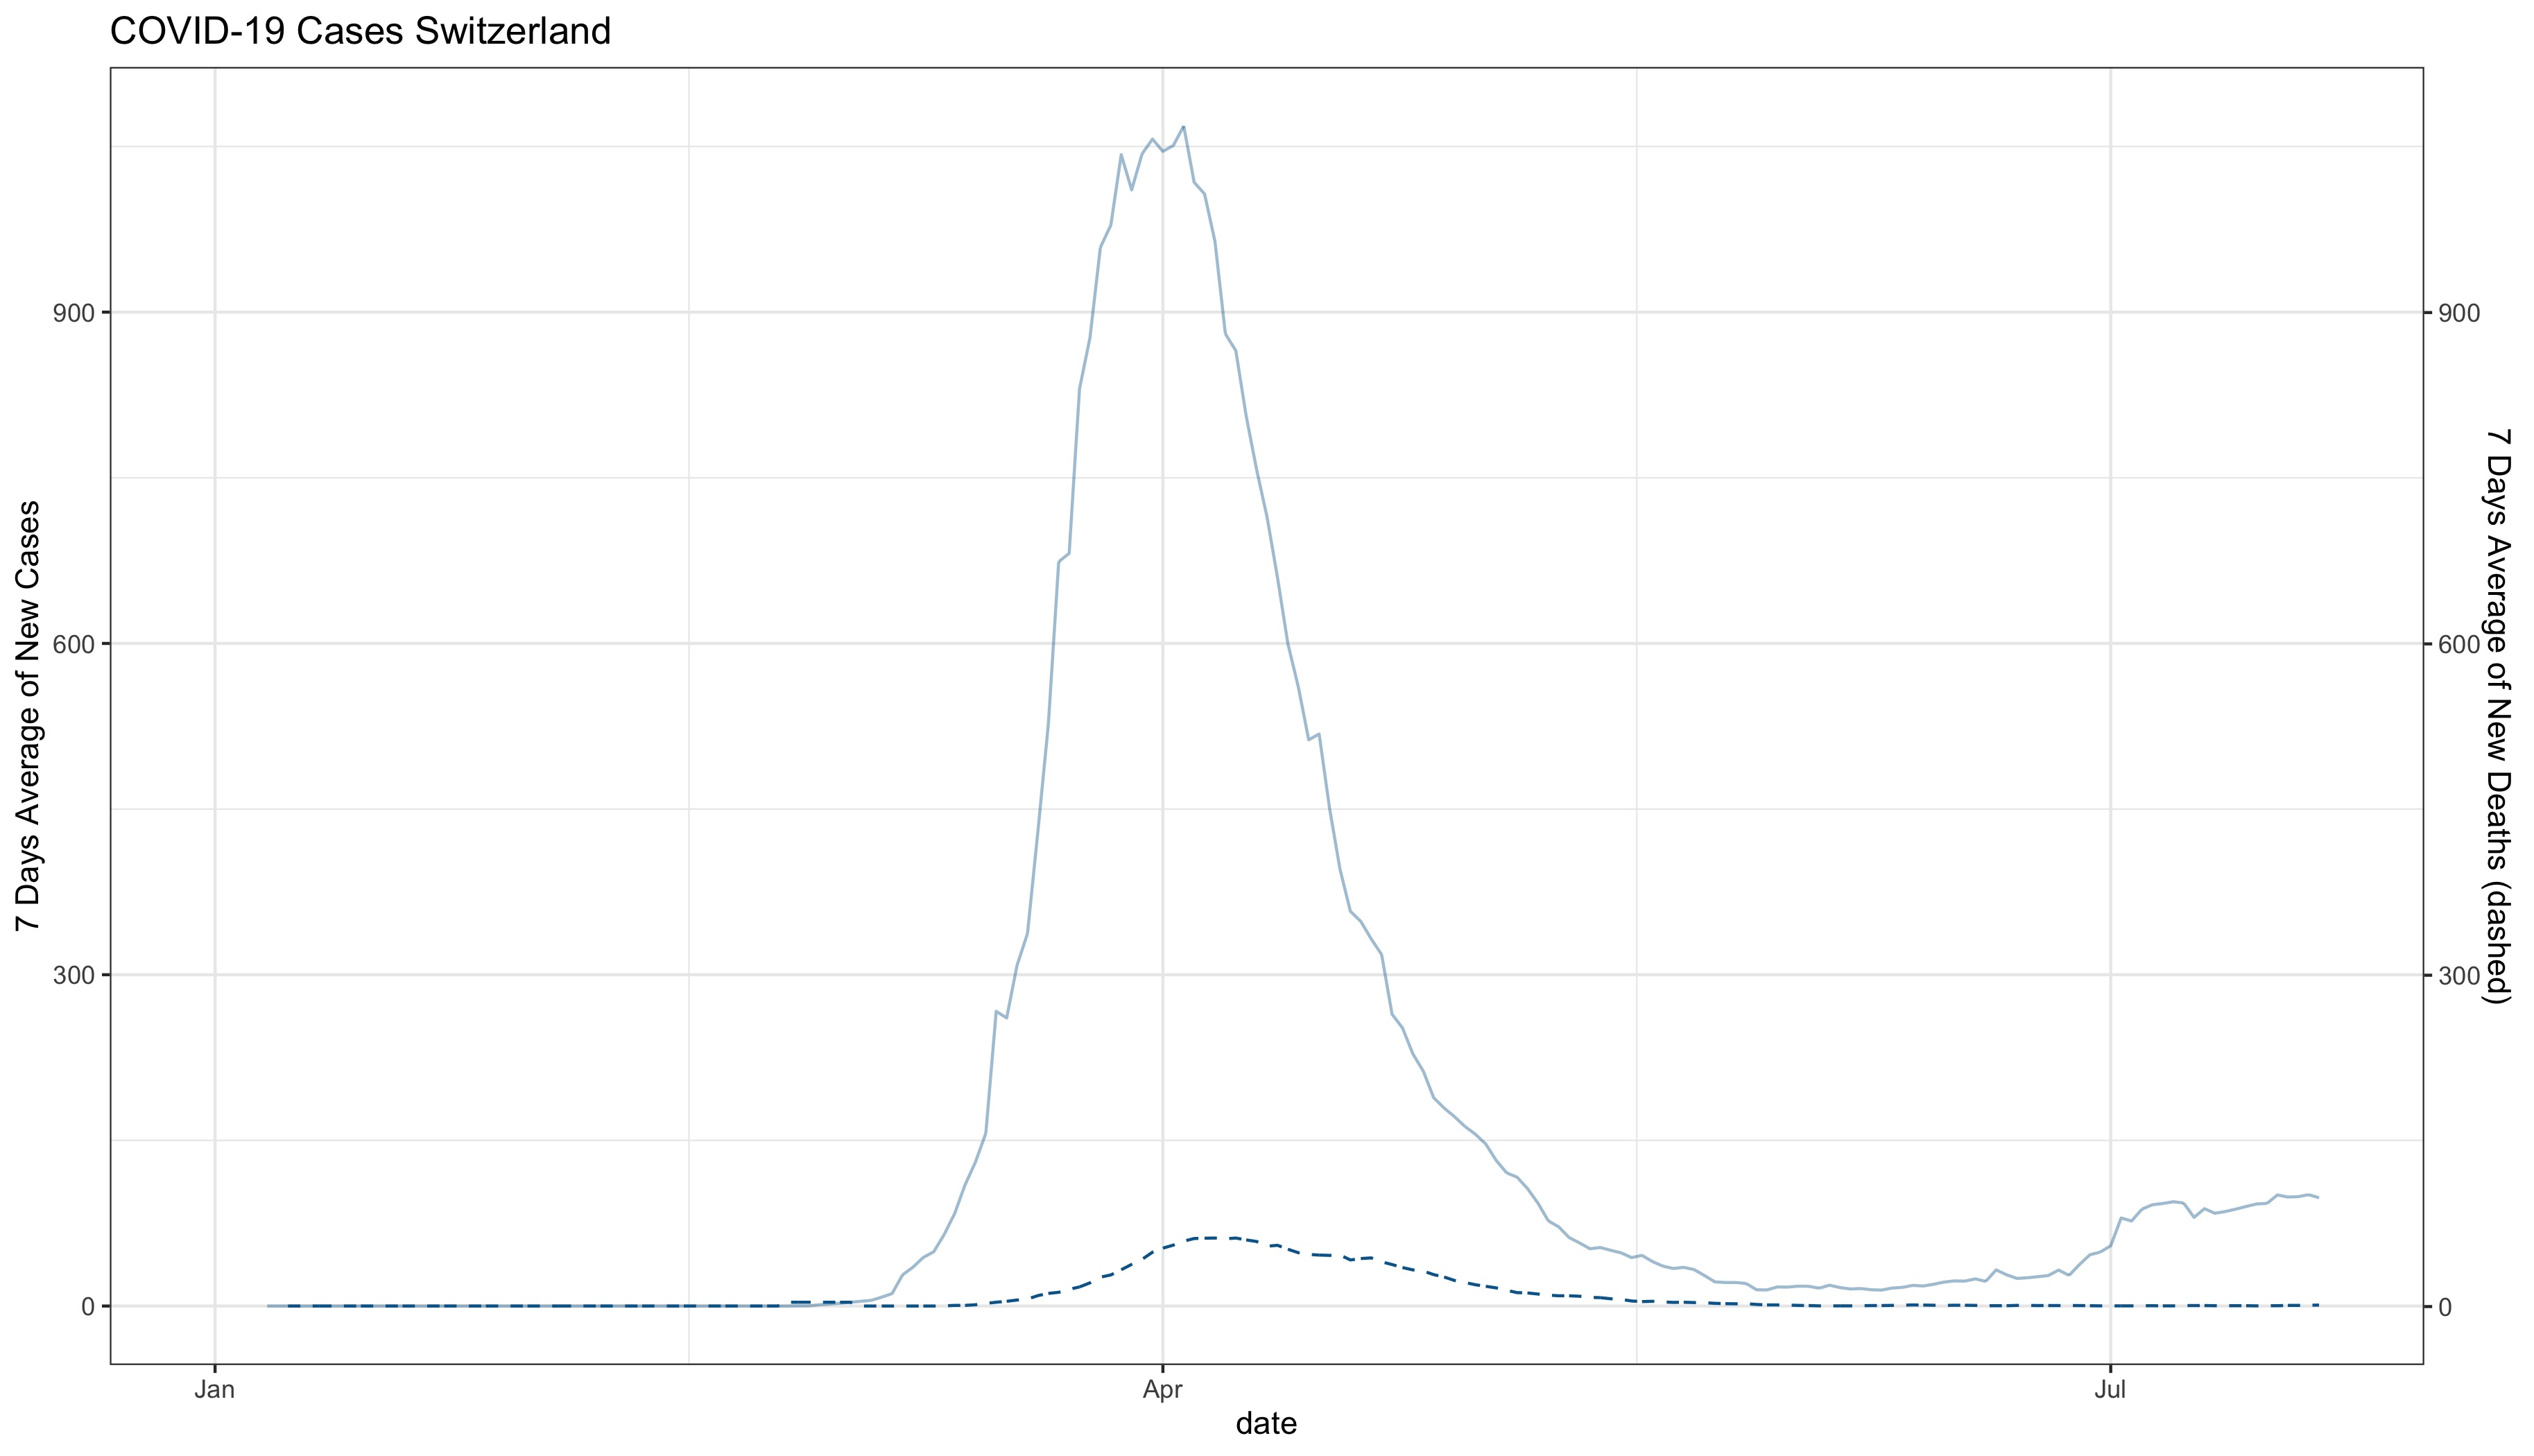 COVID-19 Cases Switzerland
7 Days Average of New Cases
900
600
300
0
900
600
300
0
7 Days Average of New Deaths (dashed)
Jan
Apr
Jul
date